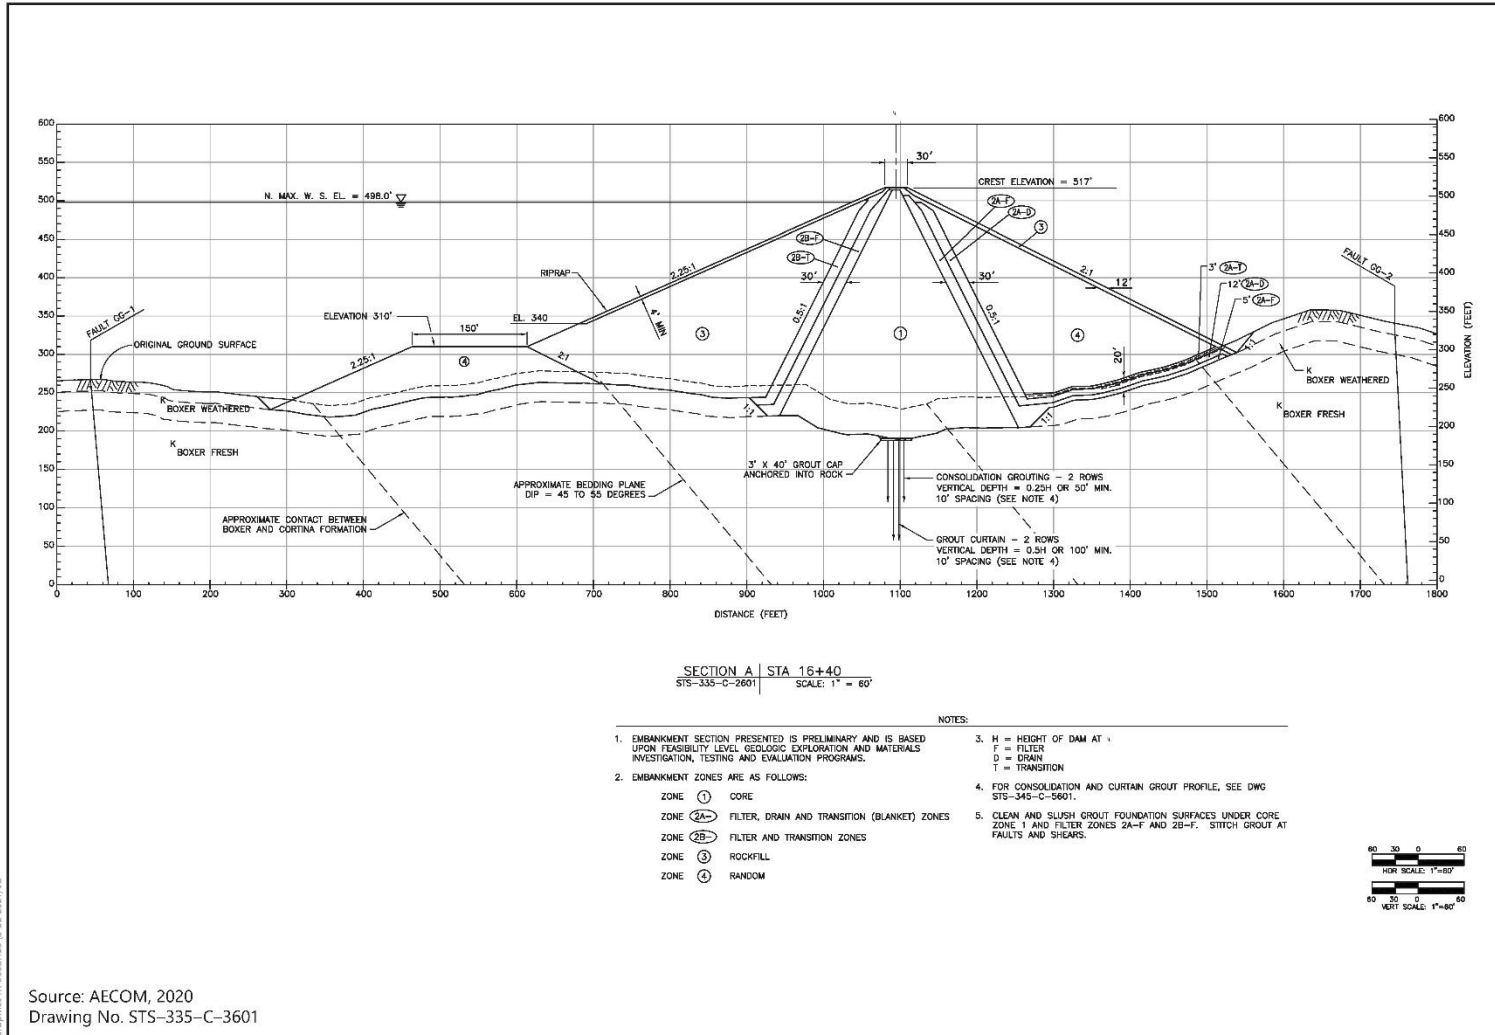 600
550
500
450
400
350
300
250
200
150
100
50
0
30'
CREST ELEVATION = 517'
N. MAX. W. S. EL. = 498.0'
2A-F
2A-D
3
2B-F
2B-T
2.25:1
RIPRAP
30'
30'
2:1
12'
3' 2A-T
12' 2A-D
5' 2A-F
FAULT GG-2
FAULT GG-1
ELEVATION 310'
150'
EL. 340
4' MIN
0.5:1
0.5:1
3
1
4
ORIGINAL GROUND SURFACE
2.25:1
4
2:1
20'
1:1
K
BOXER WEATHERED
K
BOXER FRESH
K
BOXER WEATHERED
K
BOXER FRESH
1:1
1:1
3' X 40' GROUT CAP
ANCHORED INTO ROCK
APPROXIMATE BEDDING PLANE
DIP = 45 TO 55 DEGREES
APPROXIMATE CONTACT BETWEEN
BOXER AND CORTINA FORMATION
CONSOLIDATION GROUTING – 2 ROWS
VERTICAL DEPTH = 0.25H OR 50' MIN.
10' SPACING (SEE NOTE 4)
GROUT CURTAIN – 2 ROWS
VERTICAL DEPTH = 0.5H OR 100' MIN.
10' SPACING (SEE NOTE 4)
600
550
500
450
400
350
300
250
200
150
100
50
0
ELEVATION (FEET)
0 100 200 300 400 500 600 700 800 900 1000 1100 1200 1300 1400 1500 1600 1700 1800
DISTANCE (FEET)
SECTION A STA 16+40
STS-335-C-2601 SCALE: 1" = 60'
NOTES:
1. EMBANKMENT SECTION PRESENTED IS PRELIMINARY AND IS BASED
UPON FEASIBILITY LEVEL GEOLOGIC EXPLORATION AND MATERIALS
INVESTIGATION, TESTING AND EVALUATION PROGRAMS.
2. EMBANKMENT ZONES ARE AS FOLLOWS:
ZONE 1 CORE
ZONE 2A- FILTER, DRAIN AND TRANSITION (BLANKET) ZONES
ZONE 2B- FILTER AND TRANSITION ZONES
ZONE 3 ROCKFILL
ZONE 4 RANDOM
3. H = HEIGHT OF DAM AT
F = FILTER
D = DRAIN
T = TRANSITION
4. FOR CONSOLIDATION AND CURTAIN GROUT PROFILE, SEE DWG
STS-345-C-5601.
5. CLEAN AND SLUSH GROUT FOUNDATION SURFACES UNDER CORE
ZONE 1 AND FILTER ZONES 2A-F AND 2B-F. STITCH GROUT AT
FAULTS AND SHEARS.
60 30 0 60
HOR SCALE: 1"=60'
60 30 0 60
VERT SCALE: 1"=60'
Source: AECOM, 2020
Drawing No. STS–335–C–3601